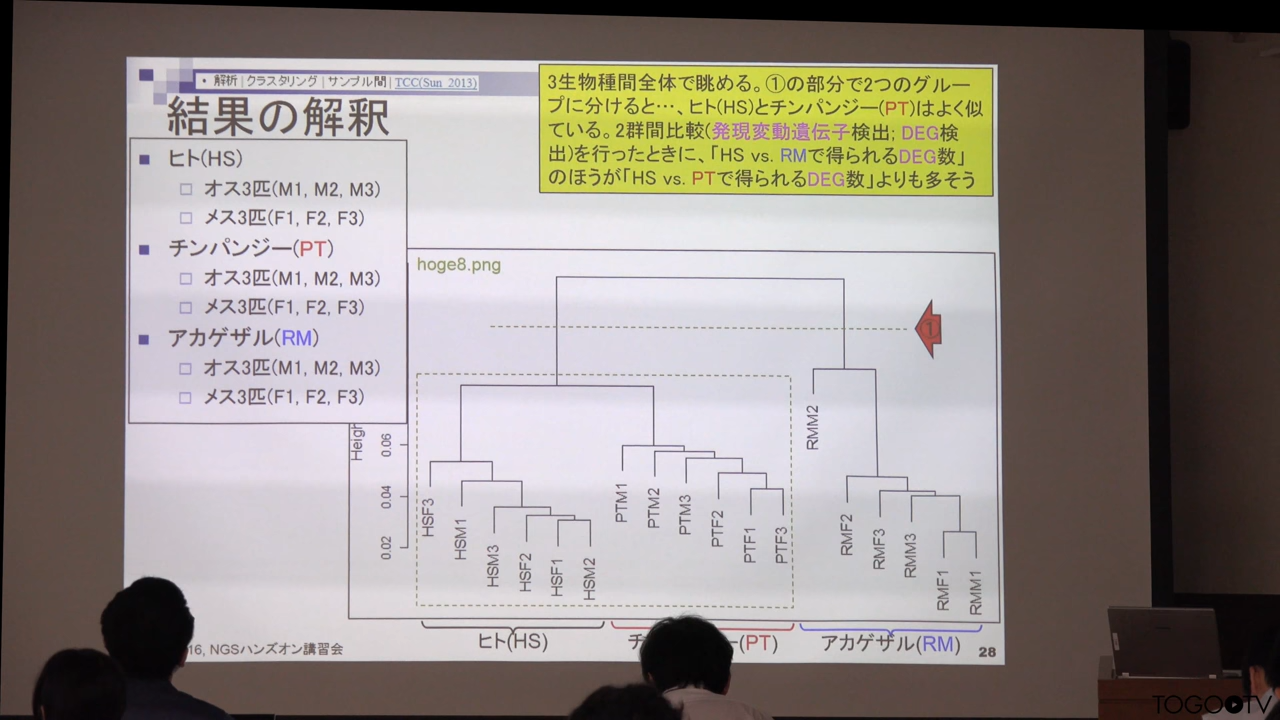 • 解析 | クラスタリング | サンプル間 | TCC(Sun_2013)
結果の解釈
3生物種間全体で眺める。①の部分で2つのグルー
プに分けると…、ヒト(HS)とチンパンジー(PT)はよく似
ている。2群間比較(発現変動遺伝子検出; DEG検
出)を行ったときに、「HS vs. RMで得られるDEG数」
のほうが「HS vs. PTで得られるDEG数」よりも多そう
ヒト(HS)
オス3匹(M1, M2, M3)
メス3匹(F1, F2, F3)
チンパンジー(PT)
オス3匹(M1, M2, M3)
メス3匹(F1, F2, F3)
アカゲザル(RM)
オス3匹(M1, M2, M3)
メス3匹(F1, F2, F3)
hoge8.png
①
0.06
0.04
0.02
HSF3
HSM1
HSM3
HSF2
HSF1
HSM2
PTM1
PTM2
PTM3
PTF2
PTF1
PTF3
RMM2
RMF2
RMF3
RMM3
RMF1
RMM1
ヒト(HS)
(PT)
アカゲザル(RM)
16, NGSハンズオン講習会
28
TOGOTV